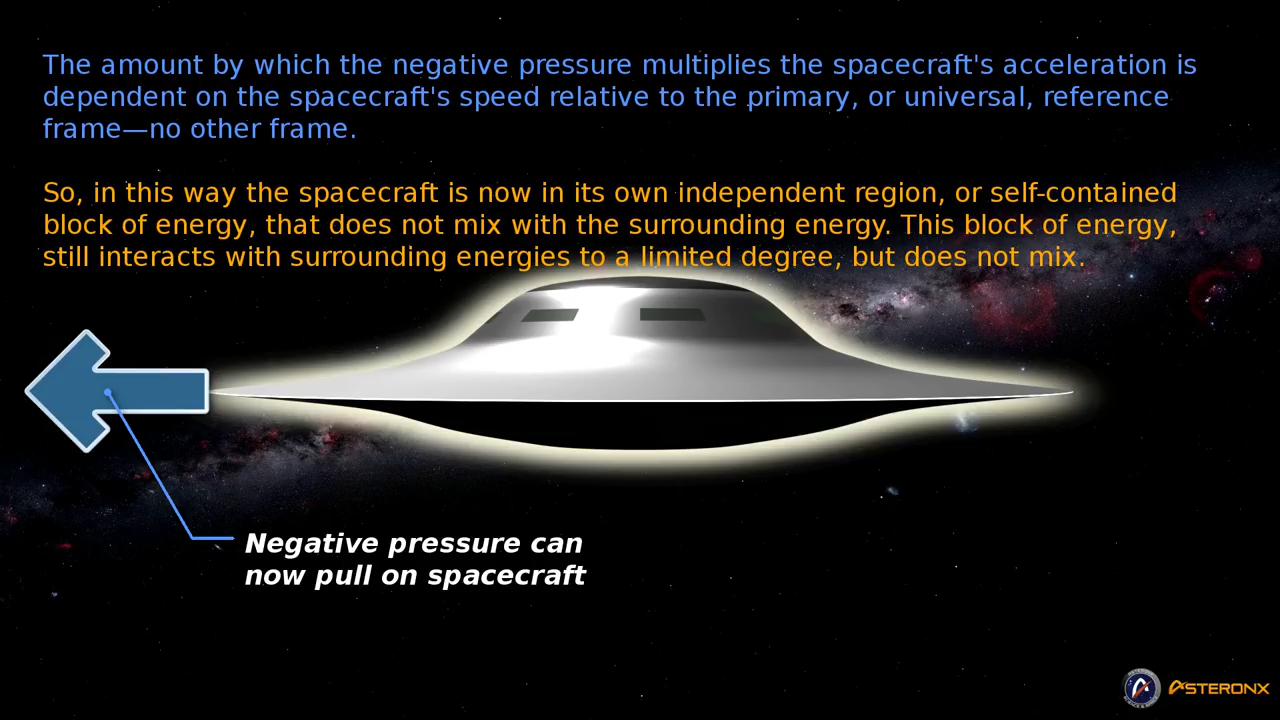 The amount by which the negative pressure multiplies the spacecraft's acceleration is
dependent on the spacecraft's speed relative to the primary, or universal, reference
frame—no other frame.
So, in this way the spacecraft is now in its own independent region, or self-contained
block of energy, that does not mix with the surrounding energy. This block of energy,
still interacts with surrounding energies to a limited degree, but does not mix.
Negative pressure can
now pull on spacecraft
ASTERONX